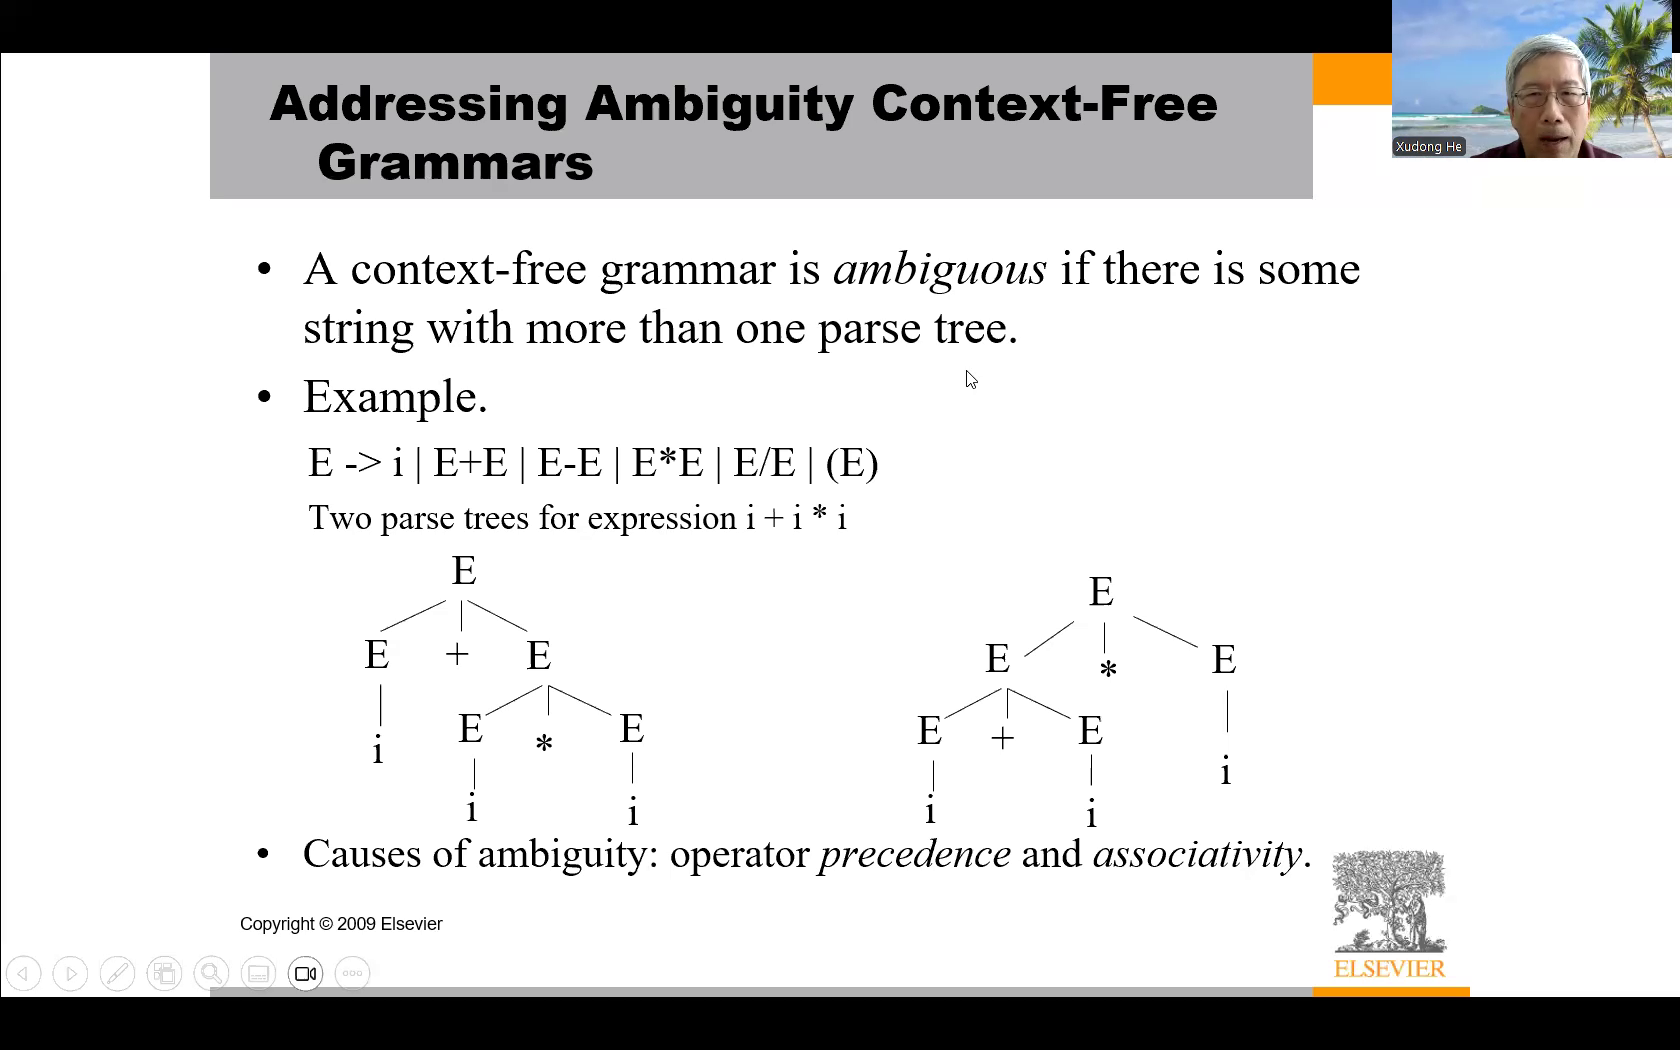 Addressing Ambiguity Context-Free
Grammars
Xudong He
• A context-free grammar is ambiguous if there is some
string with more than one parse tree.
• Example.
E -> i | E+E | E-E | E*E | E/E | (E)
Two parse trees for expression i + i * i
E
E + E
i E * E
i i
E
E * E
E + E i
i i
• Causes of ambiguity: operator precedence and associativity.
Copyright © 2009 Elsevier
ELSEVIER